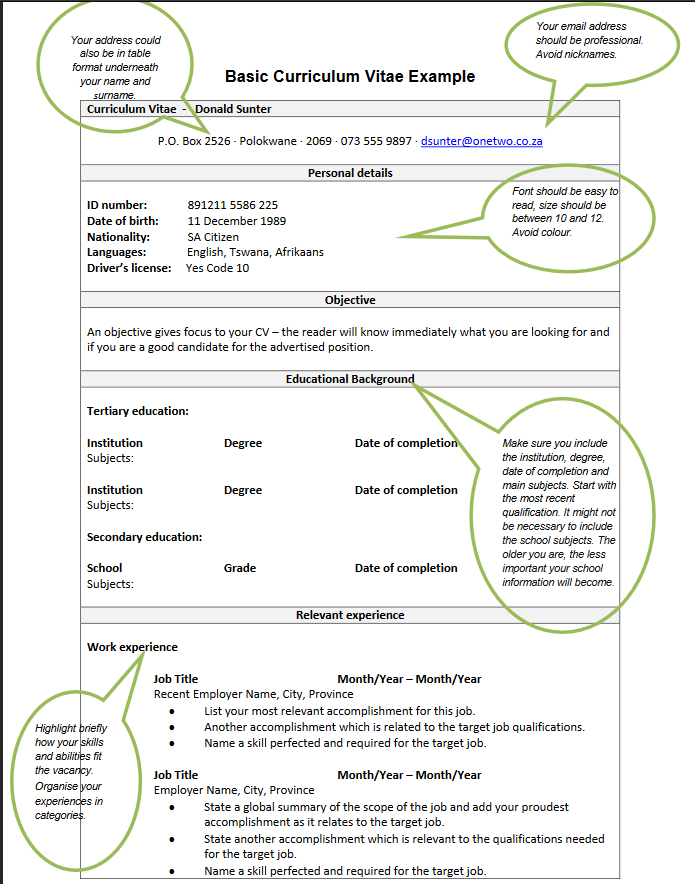 Your address could
also be in table
format underneath
your name and
surname.
Your email address
should be professional.
Avoid nicknames.
Basic Curriculum Vitae Example
Curriculum Vitae - Donald Sunter
P.O. Box 2526 · Polokwane · 2069 · 073 555 9897 · dsunter@onetwo.co.za
Personal details
ID number: 891211 5586 225
Date of birth: 11 December 1989
Nationality: SA Citizen
Languages: English, Tswana, Afrikaans
Driver's license: Yes Code 10
Font should be easy to
read, size should be
between 10 and 12.
Avoid colour.
Objective
An objective gives focus to your CV – the reader will know immediately what you are looking for and
if you are a good candidate for the advertised position.
Educational Background
Tertiary education:
Institution Degree Date of completion
Subjects:
Institution Degree Date of completion
Subjects:
Secondary education:
School Grade Date of completion
Subjects:
Make sure you include
the institution, degree,
date of completion and
main subjects. Start with
the most recent
qualification. It might not
be necessary to include
the school subjects. The
older you are, the less
important your school
information will become.
Relevant experience
Work experience
Job Title Month/Year – Month/Year
Recent Employer Name, City, Province
• List your most relevant accomplishment for this job.
• Another accomplishment which is related to the target job qualifications.
• Name a skill perfected and required for the target job.
Job Title Month/Year – Month/Year
Employer Name, City, Province
• State a global summary of the scope of the job and add your proudest
accomplishment as it relates to the target job.
• State another accomplishment which is relevant to the qualifications needed
for the target job.
• Name a skill perfected and required for the target job.
Highlight briefly
how your skills
and abilities fit
the vacancy.
Organise your
experiences in
categories.